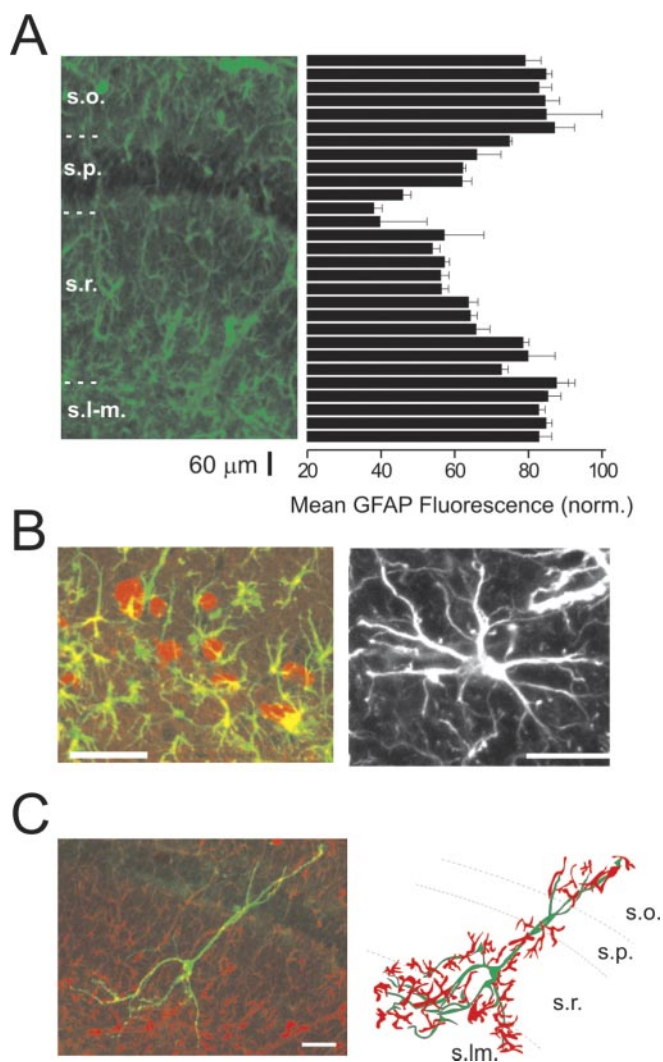 A
s.o.
s.p.
s.r.
s.l-m.
60 μm
20 40 60 80 100
Mean GFAP Fluorescence (norm.)
B
C
s.o.
s.p.
s.r.
s.lm.